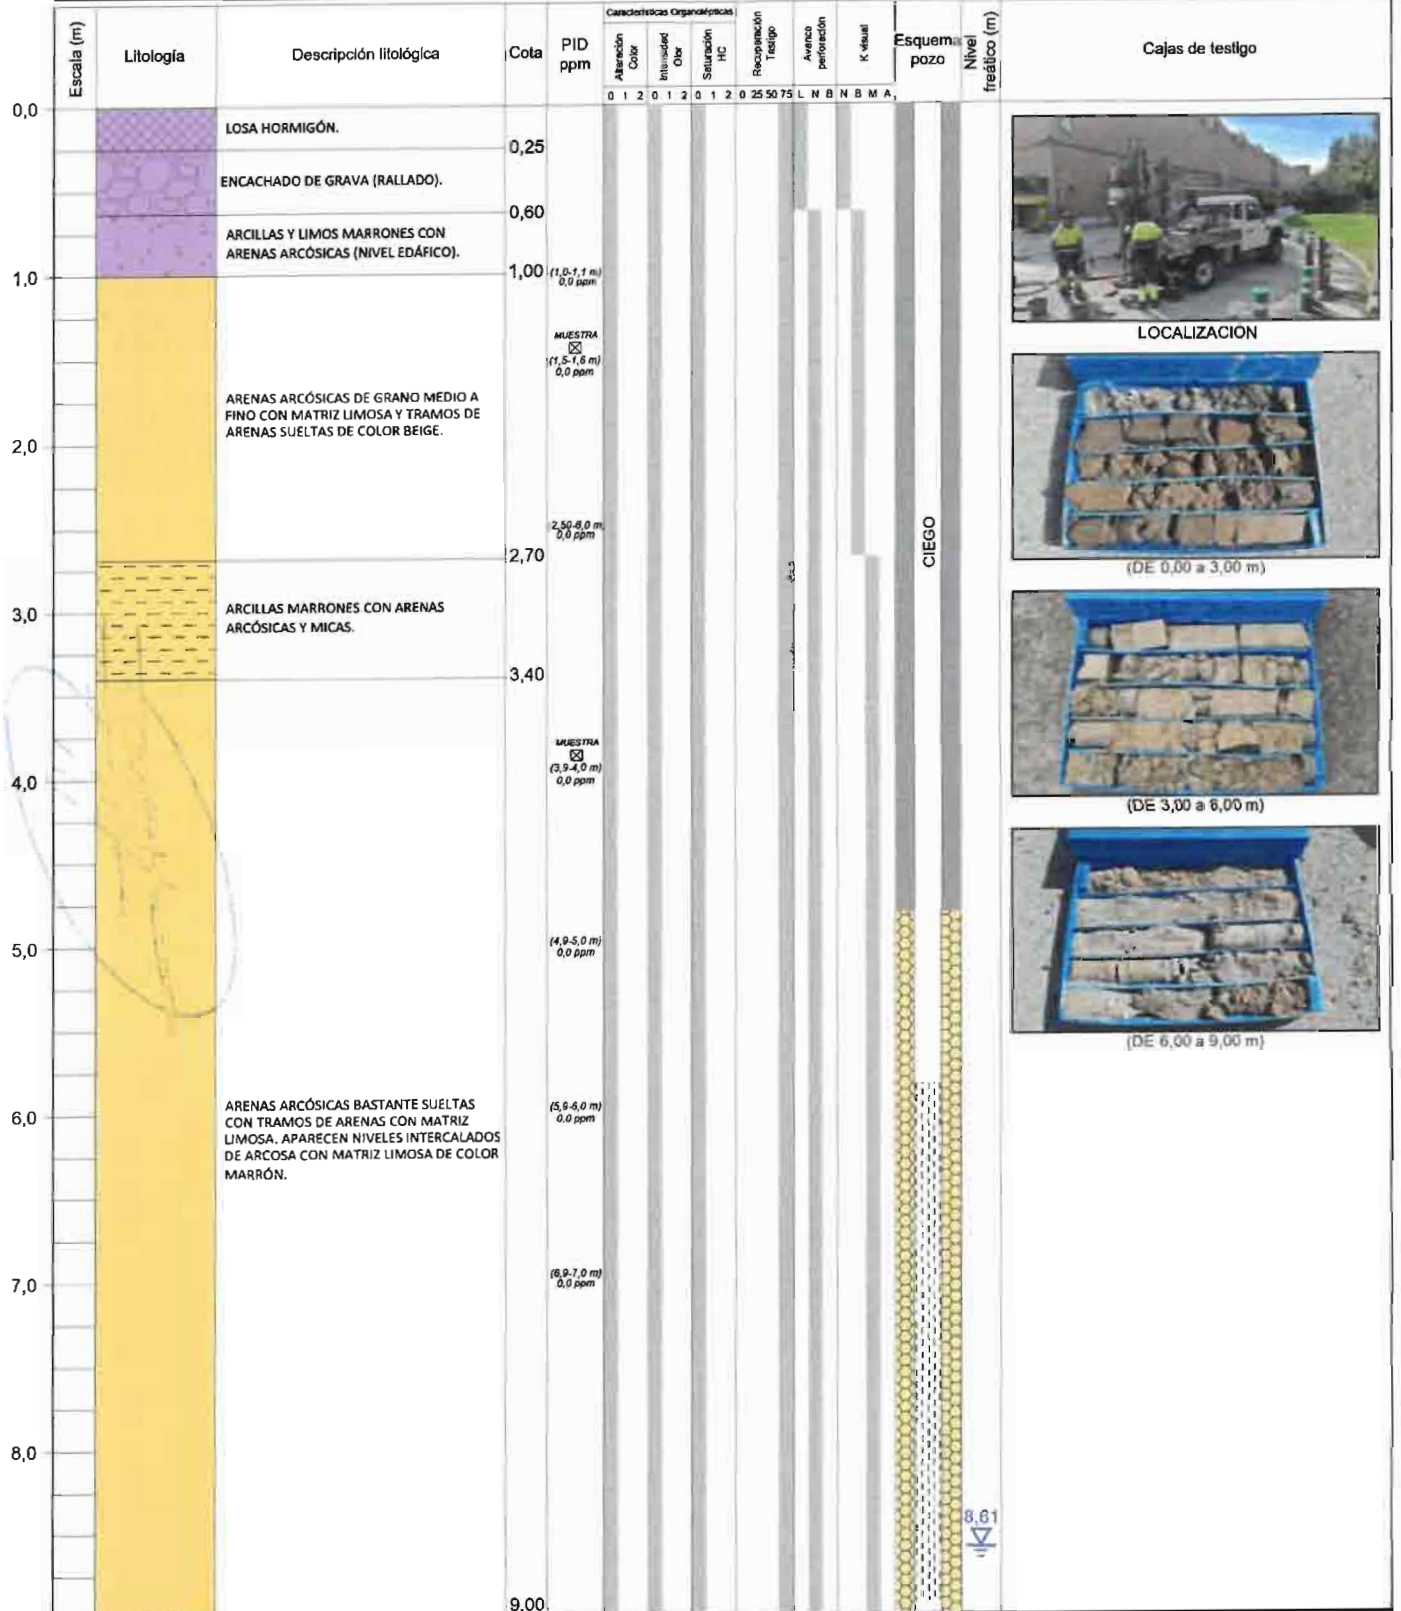 Escala (m)
Litología
Descripción litológica
Cota
PID
ppm
Características Organolépticas
Alteración
Color
Intensidad
Olor
Saturación
HC
Recuperación
Testigo
Avance
perforación
K visual
Esquema
pozo
Nivel
freático (m)
Cajas de testigo
0 1 2 0 1 2 0 1 2 0 25 50 75 L N B N B M A
0,0
LOSA HORMIGÓN.
0,25
ENCACHADO DE GRAVA (RALLADO).
0,60
ARCILLAS Y LIMOS MARRONES CON
ARENAS ARCÓSICAS (NIVEL EDÁFICO).
1,00
(1,0-1,1 m)
0,0 ppm
1,0
LOCALIZACION
MUESTRA
(1,5-1,6 m)
0,0 ppm
ARENAS ARCÓSICAS DE GRANO MEDIO A
FINO CON MATRIZ LIMOSA Y TRAMOS DE
ARENAS SUELTAS DE COLOR BEIGE.
2,0
2,50-6,0 m
0,0 ppm
2,70
CIEGO
(DE 0,00 a 3,00 m)
3,0
ARCILLAS MARRONES CON ARENAS
ARCÓSICAS Y MICAS.
3,40
MUESTRA
(3,9-4,0 m)
0,0 ppm
4,0
(DE 3,00 a 6,00 m)
5,0
(4,9-5,0 m)
0,0 ppm
(DE 6,00 a 9,00 m)
6,0
(5,9-6,0 m)
0,0 ppm
ARENAS ARCÓSICAS BASTANTE SUELTAS
CON TRAMOS DE ARENAS CON MATRIZ
LIMOSA. APARECEN NIVELES INTERCALADOS
DE ARCOSA CON MATRIZ LIMOSA DE COLOR
MARRÓN.
7,0
(6,9-7,0 m)
0,0 ppm
8,0
8,61
9,00